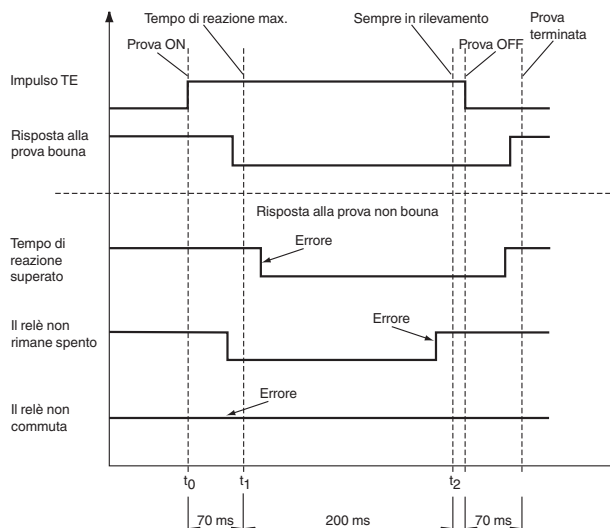 Tempo di reazione max.
Sempre in rilevamento
Prova
terminata
Prova ON
Prova OFF
Impulso TE
Risposta alla
prova bouna
Risposta alla prova non bouna
Tempo di
reazione
superato
Errore
Il relè non
rimane spento
Errore
Il relè non
commuta
Errore
t0
t1
t2
70 ms
200 ms
70 ms